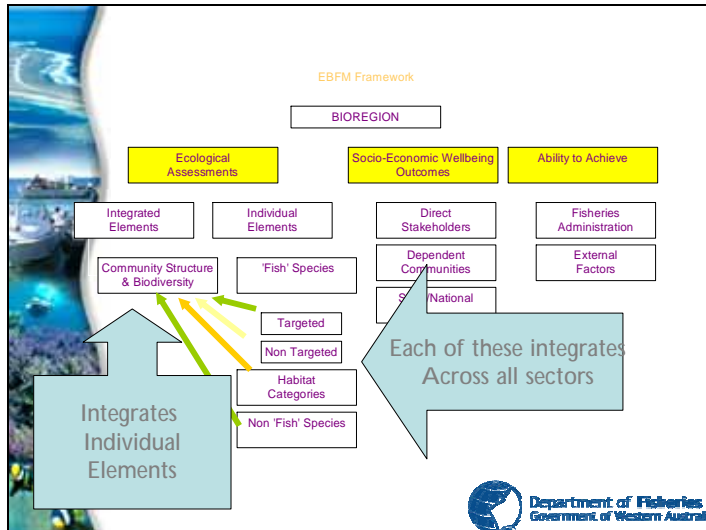 EBFM Framework
BIOREGION
Ecological
Assessments
Socio-Economic Wellbeing
Outcomes
Ability to Achieve
Integrated
Elements
Individual
Elements
Direct
Stakeholders
Fisheries
Administration
Community Structure
& Biodiversity
'Fish' Species
Dependent
External
Factors
Targeted
Non Targeted
Habitat
Categories
Non 'Fish' Species
/National
Each of these integrates
Across all sectors
Integrates
Individual
Elements
Department of Fisheries
Government of Western